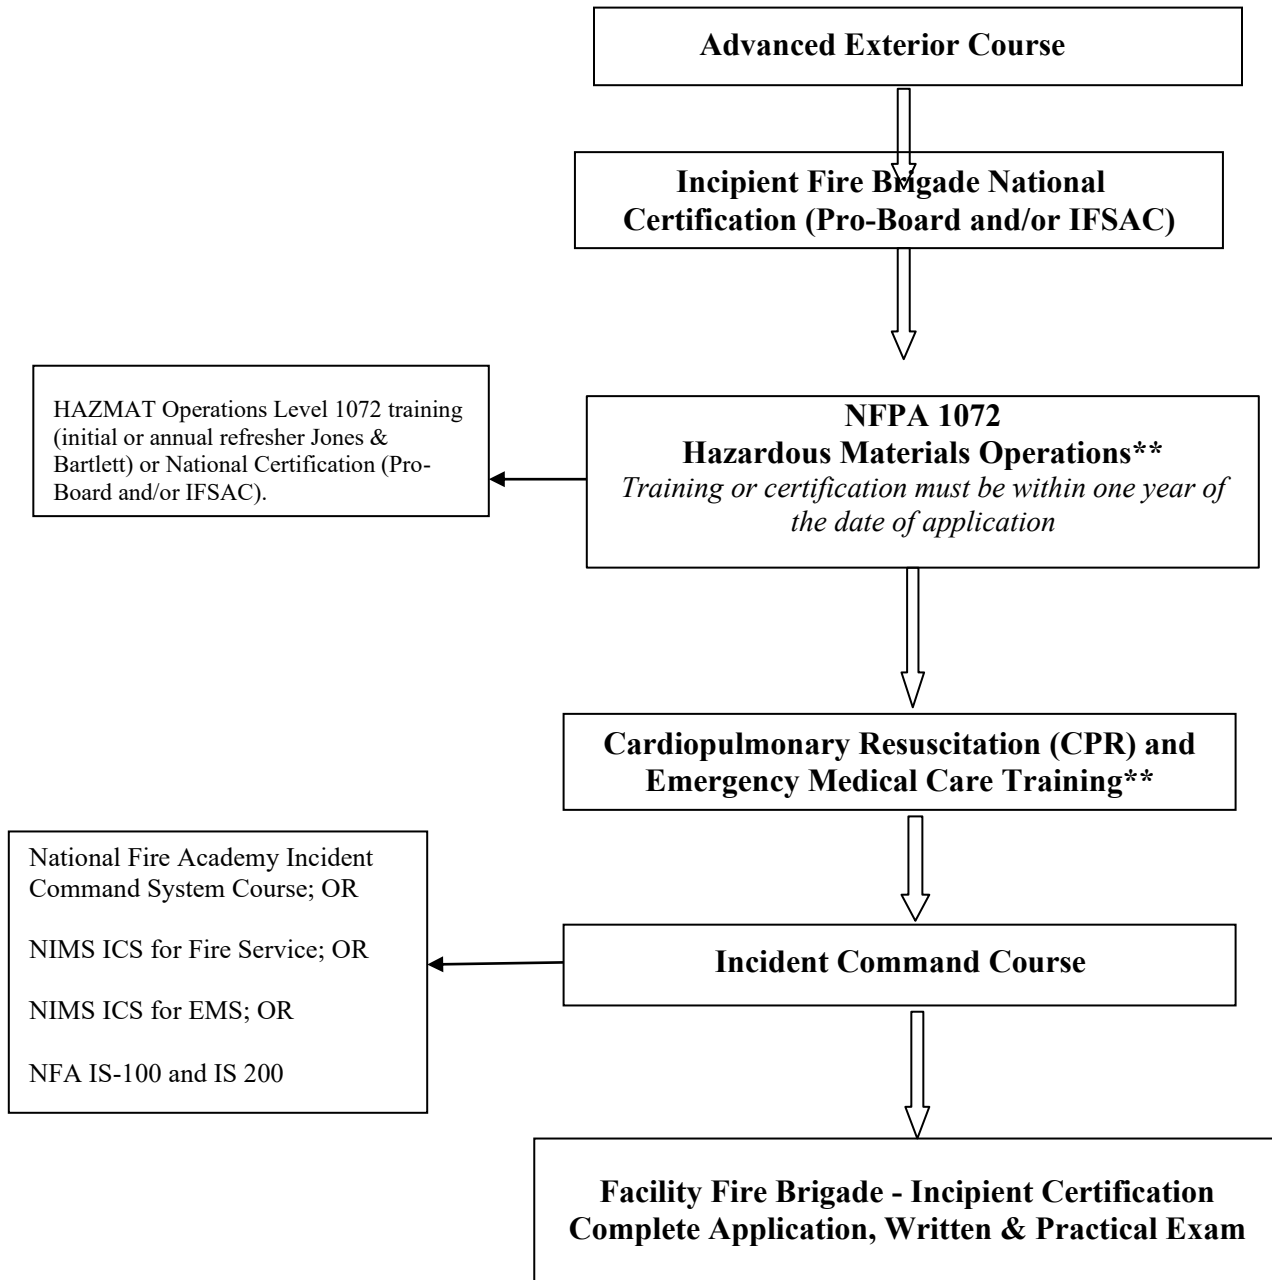 Advanced Exterior Course
Incipient Fire Brigade National
Certification (Pro-Board and/or IFSAC)
HAZMAT Operations Level 1072 training
(initial or annual refresher Jones &
Bartlett) or National Certification (Pro-
Board and/or IFSAC).
NFPA 1072
Hazardous Materials Operations**
Training or certification must be within one year of
the date of application
Cardiopulmonary Resuscitation (CPR) and
Emergency Medical Care Training**
National Fire Academy Incident
Command System Course; OR
NIMS ICS for Fire Service; OR
NIMS ICS for EMS; OR
NFA IS-100 and IS 200
Incident Command Course
Facility Fire Brigade - Incipient Certification
Complete Application, Written & Practical Exam